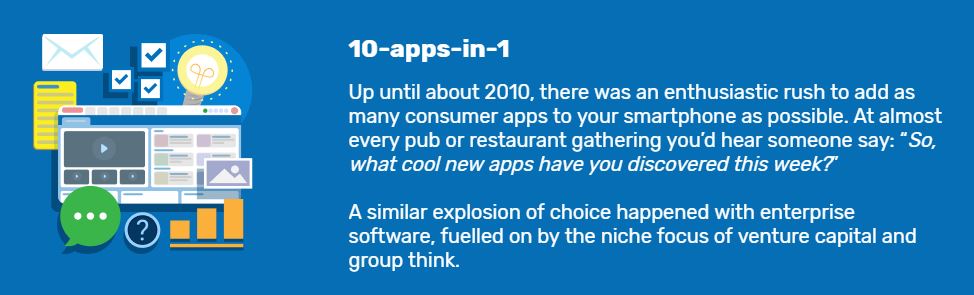 10-apps-in-1
Up until about 2010, there was an enthusiastic rush to add as
many consumer apps to your smartphone as possible. At almost
every pub or restaurant gathering you’d hear someone say: “So,
what cool new apps have you discovered this week?”
A similar explosion of choice happened with enterprise
software, fuelled on by the niche focus of venture capital and
group think.
?